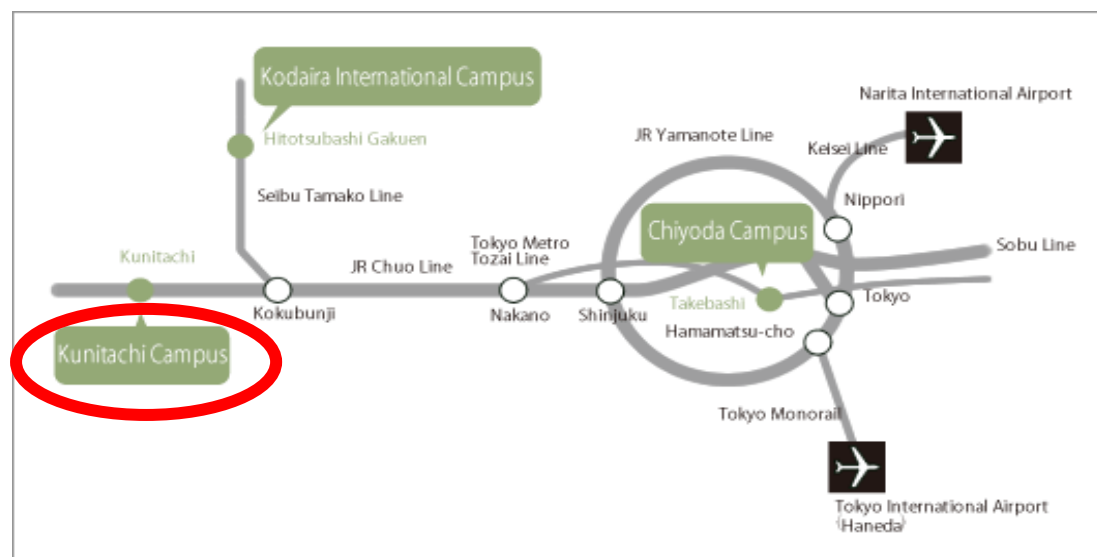 Kodaira International Campus
Hitotsubashi Gakuen
Seibu Tamako Line
Kunitachi
JR Chuo Line
Kokubunji
Kunitachi Campus
Tokyo Metro
Tozai Line
Nakano
Shinjuku
JR Yamanote Line
Narita International Airport
Keisei Line
Nippori
Chiyoda Campus
Sobu Line
Takebashi
Tokyo
Hamamatsu-cho
Tokyo Monorail
Tokyo International Airport
(Haneda)